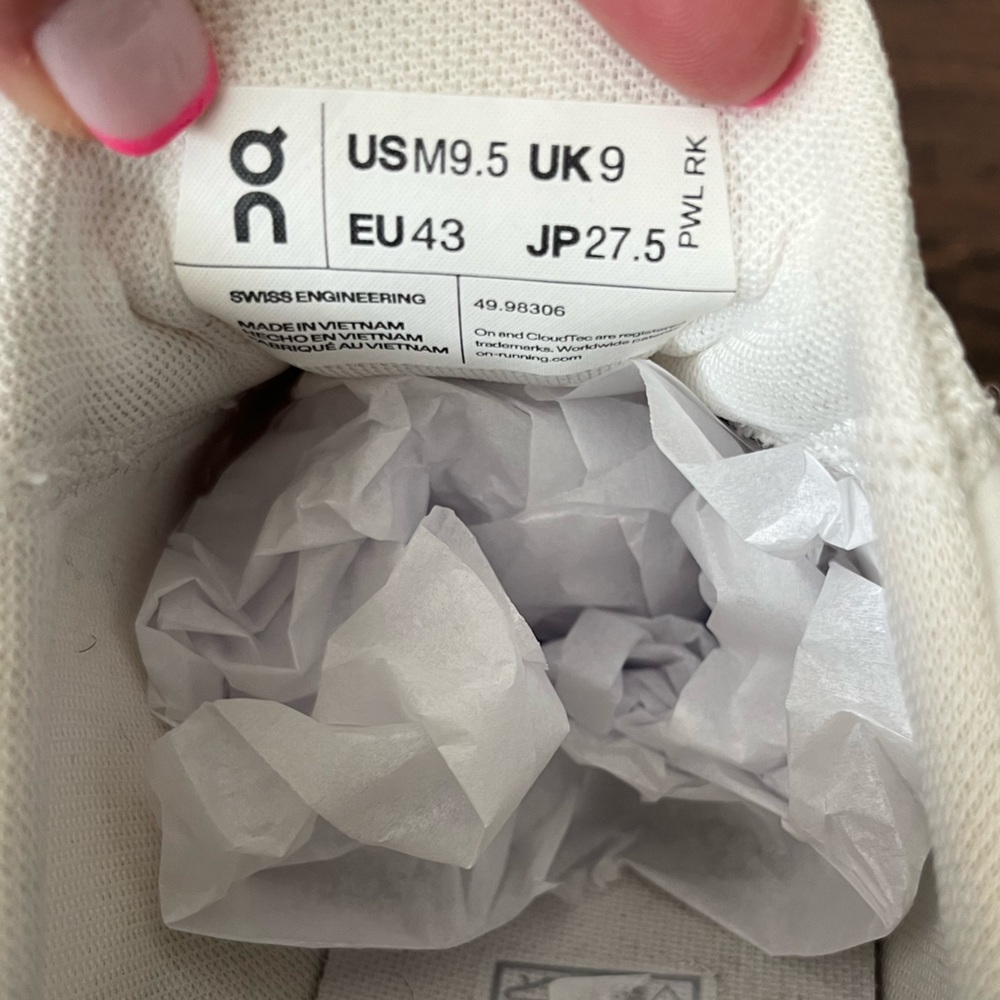 ON
US M9.5 UK 9
EU 43 JP 27.5
PWL RK
SWISS ENGINEERING
MADE IN VIETNAM
HECHO EN VIETNAM
FABRIQUÉ AU VIETNAM
49.98306
On and CloudTec are registered
trademarks. Worldwide
on-running.com